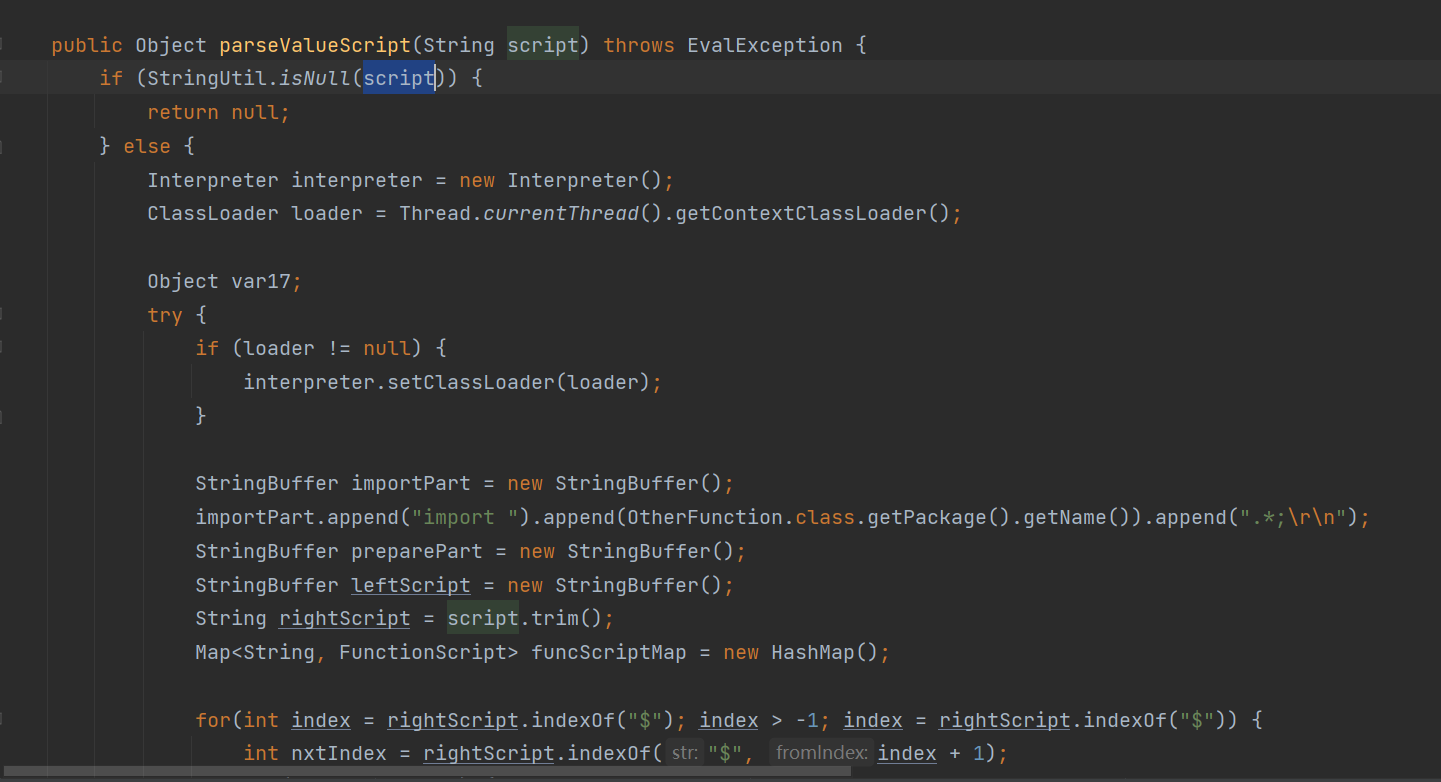 public Object parseValueScript(String script) throws EvalException {
if (StringUtil.isNull(script)) {
return null;
} else {
Interpreter interpreter = new Interpreter();
ClassLoader loader = Thread.currentThread().getContextClassLoader();
Object var17;
try {
if (loader != null) {
interpreter.setClassLoader(loader);
}
StringBuffer importPart = new StringBuffer();
importPart.append("import ").append(OtherFunction.class.getPackage().getName()).append(".*;\r\n");
StringBuffer preparePart = new StringBuffer();
StringBuffer leftScript = new StringBuffer();
String rightScript = script.trim();
Map<String, FunctionScript> funcScriptMap = new HashMap();
for(int index = rightScript.indexOf("$"); index > -1; index = rightScript.indexOf("$")) {
int nxtIndex = rightScript.indexOf( str: "$", fromIndex: index + 1);